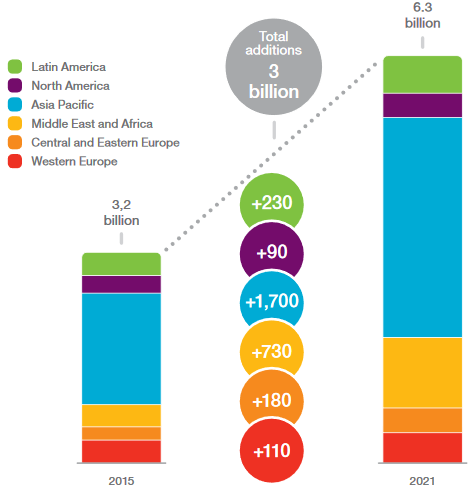 6.3
billion
Total
additions
3
billion
Latin America
North America
Asia Pacific
Middle East and Africa
Central and Eastern Europe
Western Europe
3,2
billion
+230
+90
+1,700
+730
+180
+110
2015
2021